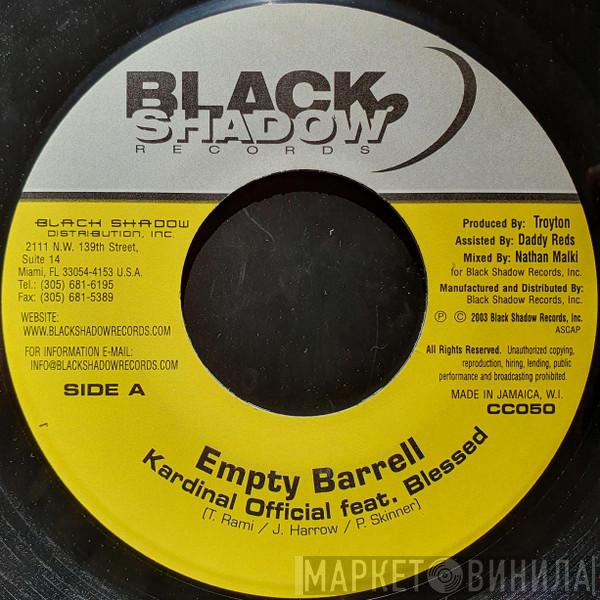 BLACK
SHADOW
RECORDS
BLACK SHADOW
DISTRIBUTION, INC.
2111 N.W. 139th Street,
Suite 14
Miami, FL 33054-4153 U.S.A.
Tel.: (305) 681-6195
Fax: (305) 681-5389
WEBSITE:
WWW.BLACKSHADOWRECORDS.COM
FOR INFORMATION E-MAIL:
INFO@BLACKSHADOWRECORDS.COM
SIDE A
Produced By: Troyton
Assisted By: Daddy Reds
Mixed By: Nathan Malki
for Black Shadow Records, Inc.
Manufactured and Distributed By:
Black Shadow Records, Inc.
℗ © 2003 Black Shadow Records, Inc.
ASCAP
All Rights Reserved. Unauthorized copying,
reproduction, hiring, lending, public
performance and broadcasting prohibited.
MADE IN JAMAICA, W.I.
CC050
Empty Barrell
Kardinal Official feat. Blessed
(T. Rami / J. Harrow / P. Skinner)
МАРКЕТ ВИНИЛА